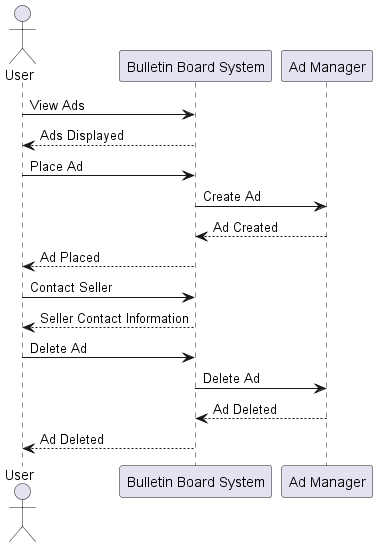 User
Bulletin Board System
Ad Manager
View Ads
Ads Displayed
Place Ad
Create Ad
Ad Created
Ad Placed
Contact Seller
Seller Contact Information
Delete Ad
Delete Ad
Ad Deleted
Ad Deleted
User
Bulletin Board System
Ad Manager